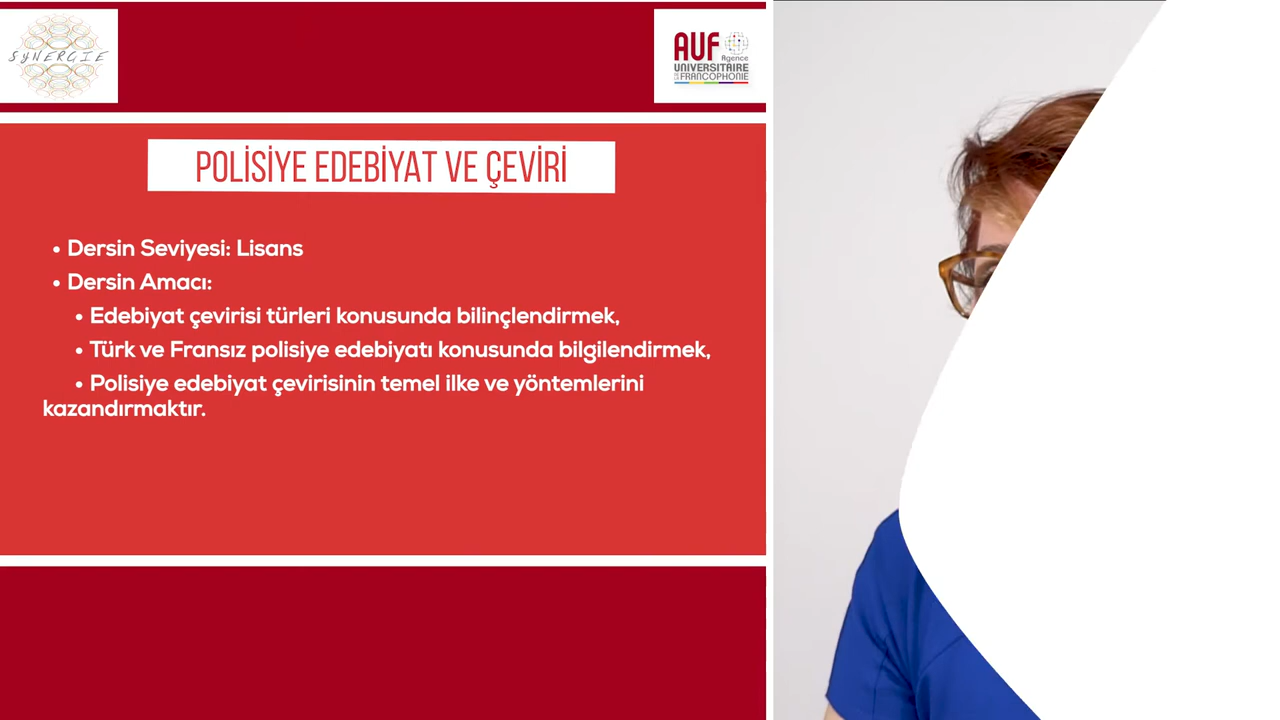 SYNERGIE
AUF
Agence
UNIVERSITAIRE
DE LA FRANCOPHONIE
POLİSİYE EDEBİYAT VE ÇEVİRİ
• Dersin Seviyesi: Lisans
• Dersin Amacı:
• Edebiyat çevirisi türleri konusunda bilinçlendirmek,
• Türk ve Fransız polisiye edebiyatı konusunda bilgilendirmek,
• Polisiye edebiyat çevirisinin temel ilke ve yöntemlerini
kazandırmaktır.